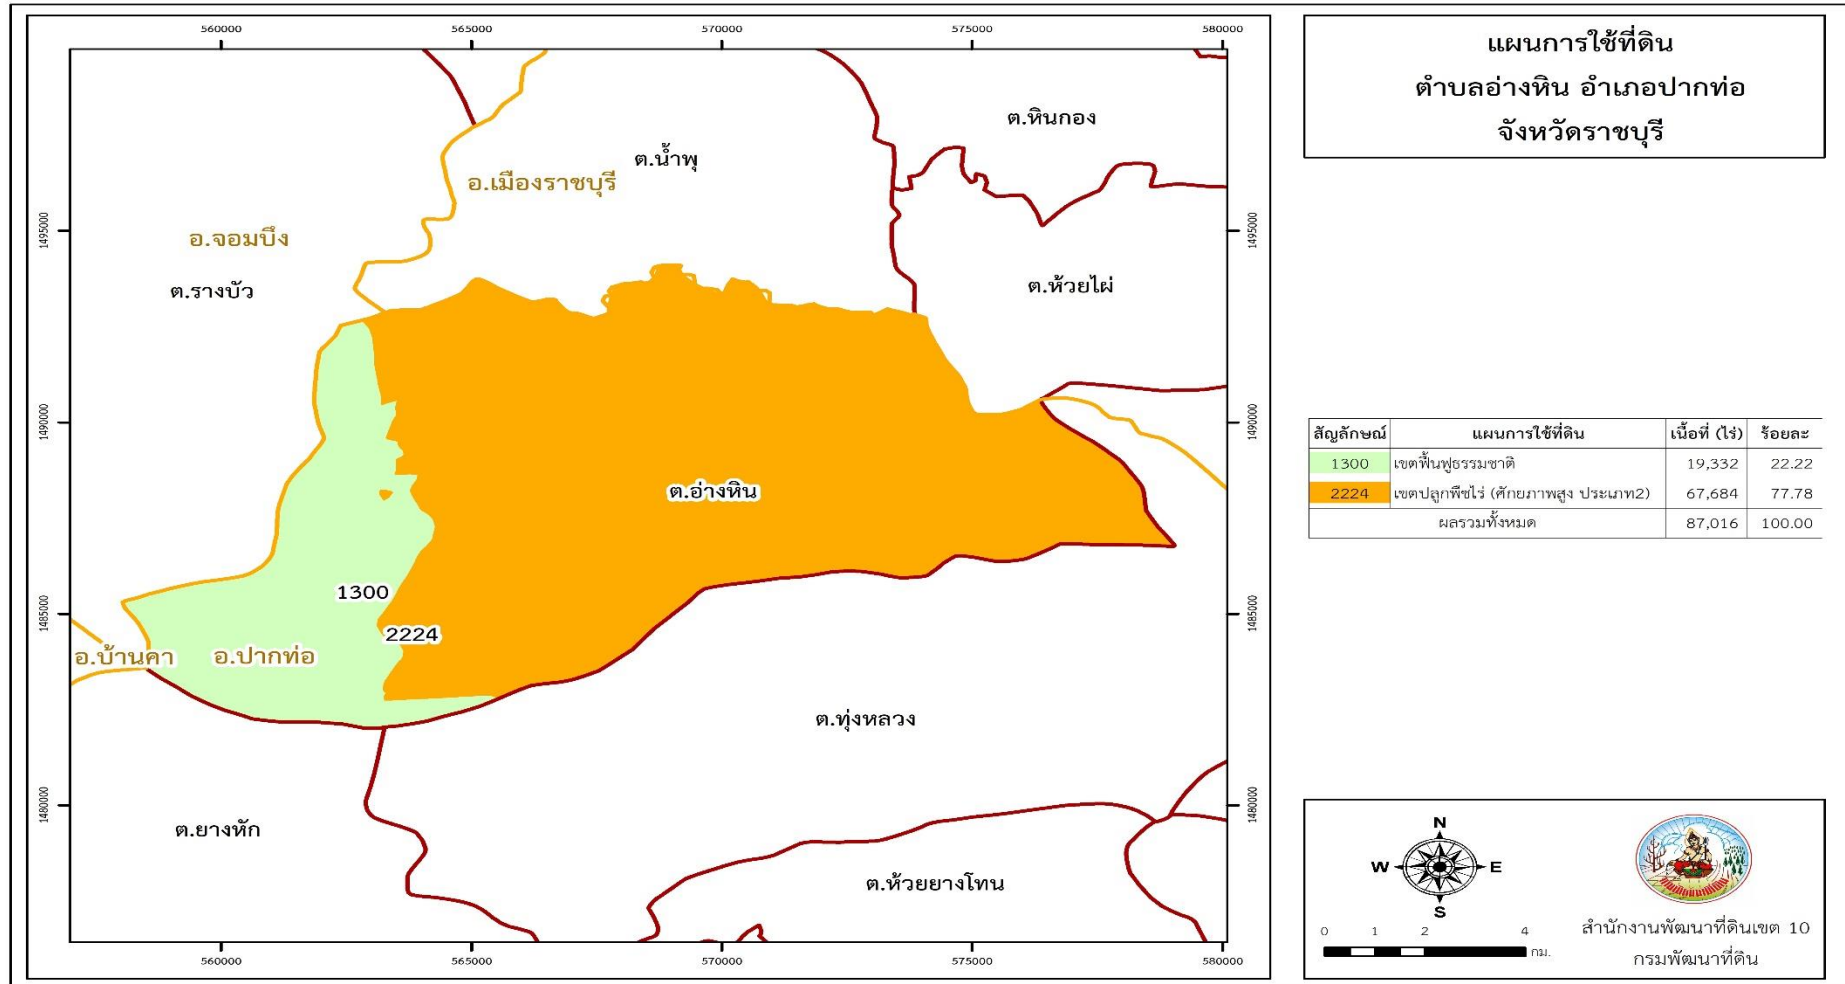 แผนการใช้ที่ดิน
ตำบลอ่างหิน อำเภอปากท่อ
จังหวัดราชบุรี
560000 565000 570000 575000 580000
1495000 1495000
1490000 1490000
1485000 1485000
1480000 1480000
560000 565000 570000 575000 580000
ต.หินกอง
ต.น้ำพุ
อ.เมืองราชบุรี
อ.จอมบึง
ต.รางบัว
ต.ห้วยไผ่
ต.อ่างหิน
1300
2224
อ.บ้านคา
อ.ปากท่อ
ต.ทุ่งหลวง
ต.ยางหัก
ต.ห้วยยางโทน
สัญลักษณ์ แผนการใช้ที่ดิน เนื้อที่ (ไร่) ร้อยละ
1300 เขตฟื้นฟูธรรมชาติ 19,332 22.22
2224 เขตปลูกพืชไร่ (ศักยภาพสูง ประเภท2) 67,684 77.78
ผลรวมทั้งหมด 87,016 100.00
N
W E
S
0 1 2 4
กม.
สำนักงานพัฒนาที่ดินเขต 10
กรมพัฒนาที่ดิน